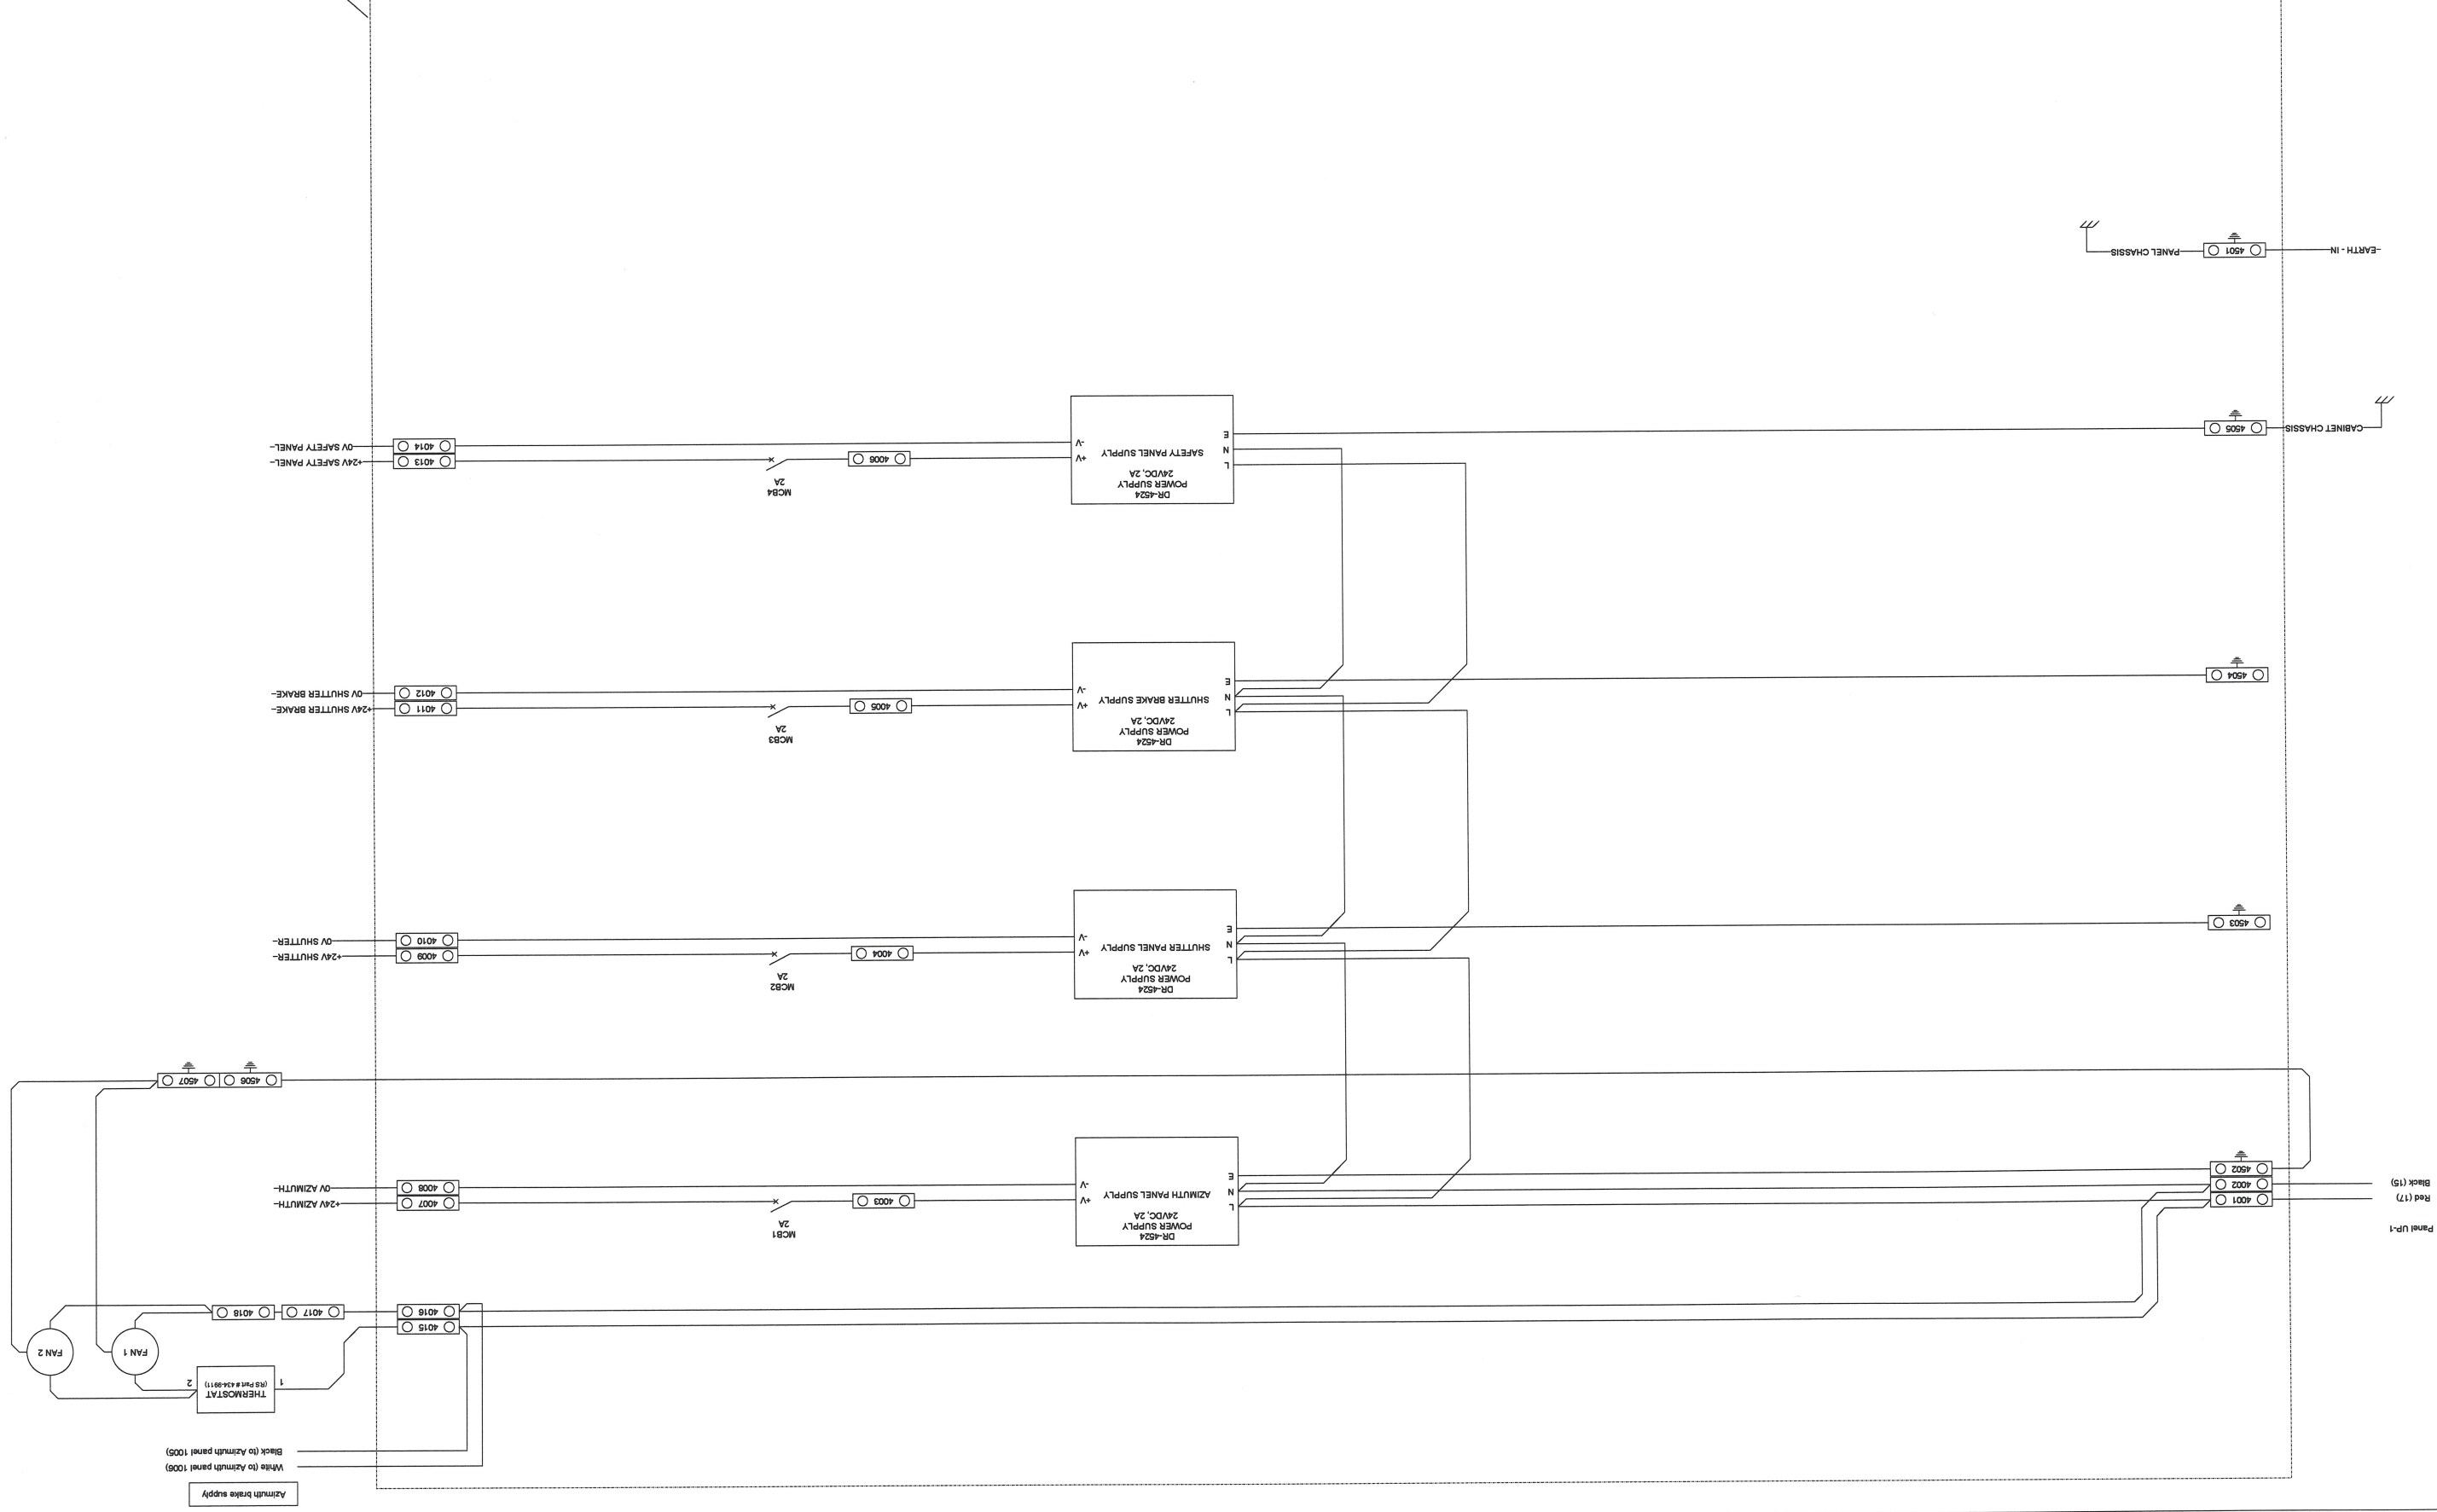 Azimuth brake supply
White (to Azimuth panel 1006)
Black (to Azimuth panel 1005)
THERMOSTAT
(RS Part # 434-9911)
1
2
FAN 1
FAN 2
4015
4016
4017
4018
Panel UP-1
Red (17)
Black (15)
4001
4002
4502
DR-4524
POWER SUPPLY
24VDC, 2A
AZIMUTH PANEL SUPPLY
L
N
E
+V
-V
4003
MCB1
2A
4007
+24V AZIMUTH
4008
0V AZIMUTH
4506
4507
4503
DR-4524
POWER SUPPLY
24VDC, 2A
SHUTTER PANEL SUPPLY
L
N
E
+V
-V
4004
MCB2
2A
4009
+24V SHUTTER
4010
0V SHUTTER
4504
DR-4524
POWER SUPPLY
24VDC, 2A
SHUTTER BRAKE SUPPLY
L
N
E
+V
-V
4005
MCB3
2A
4011
+24V SHUTTER BRAKE
4012
0V SHUTTER BRAKE
CABINET CHASSIS
4505
DR-4524
POWER SUPPLY
24VDC, 2A
SAFETY PANEL SUPPLY
L
N
E
+V
-V
4006
MCB4
2A
4013
+24V SAFETY PANEL
4014
0V SAFETY PANEL
EARTH - IN
4501
PANEL CHASSIS